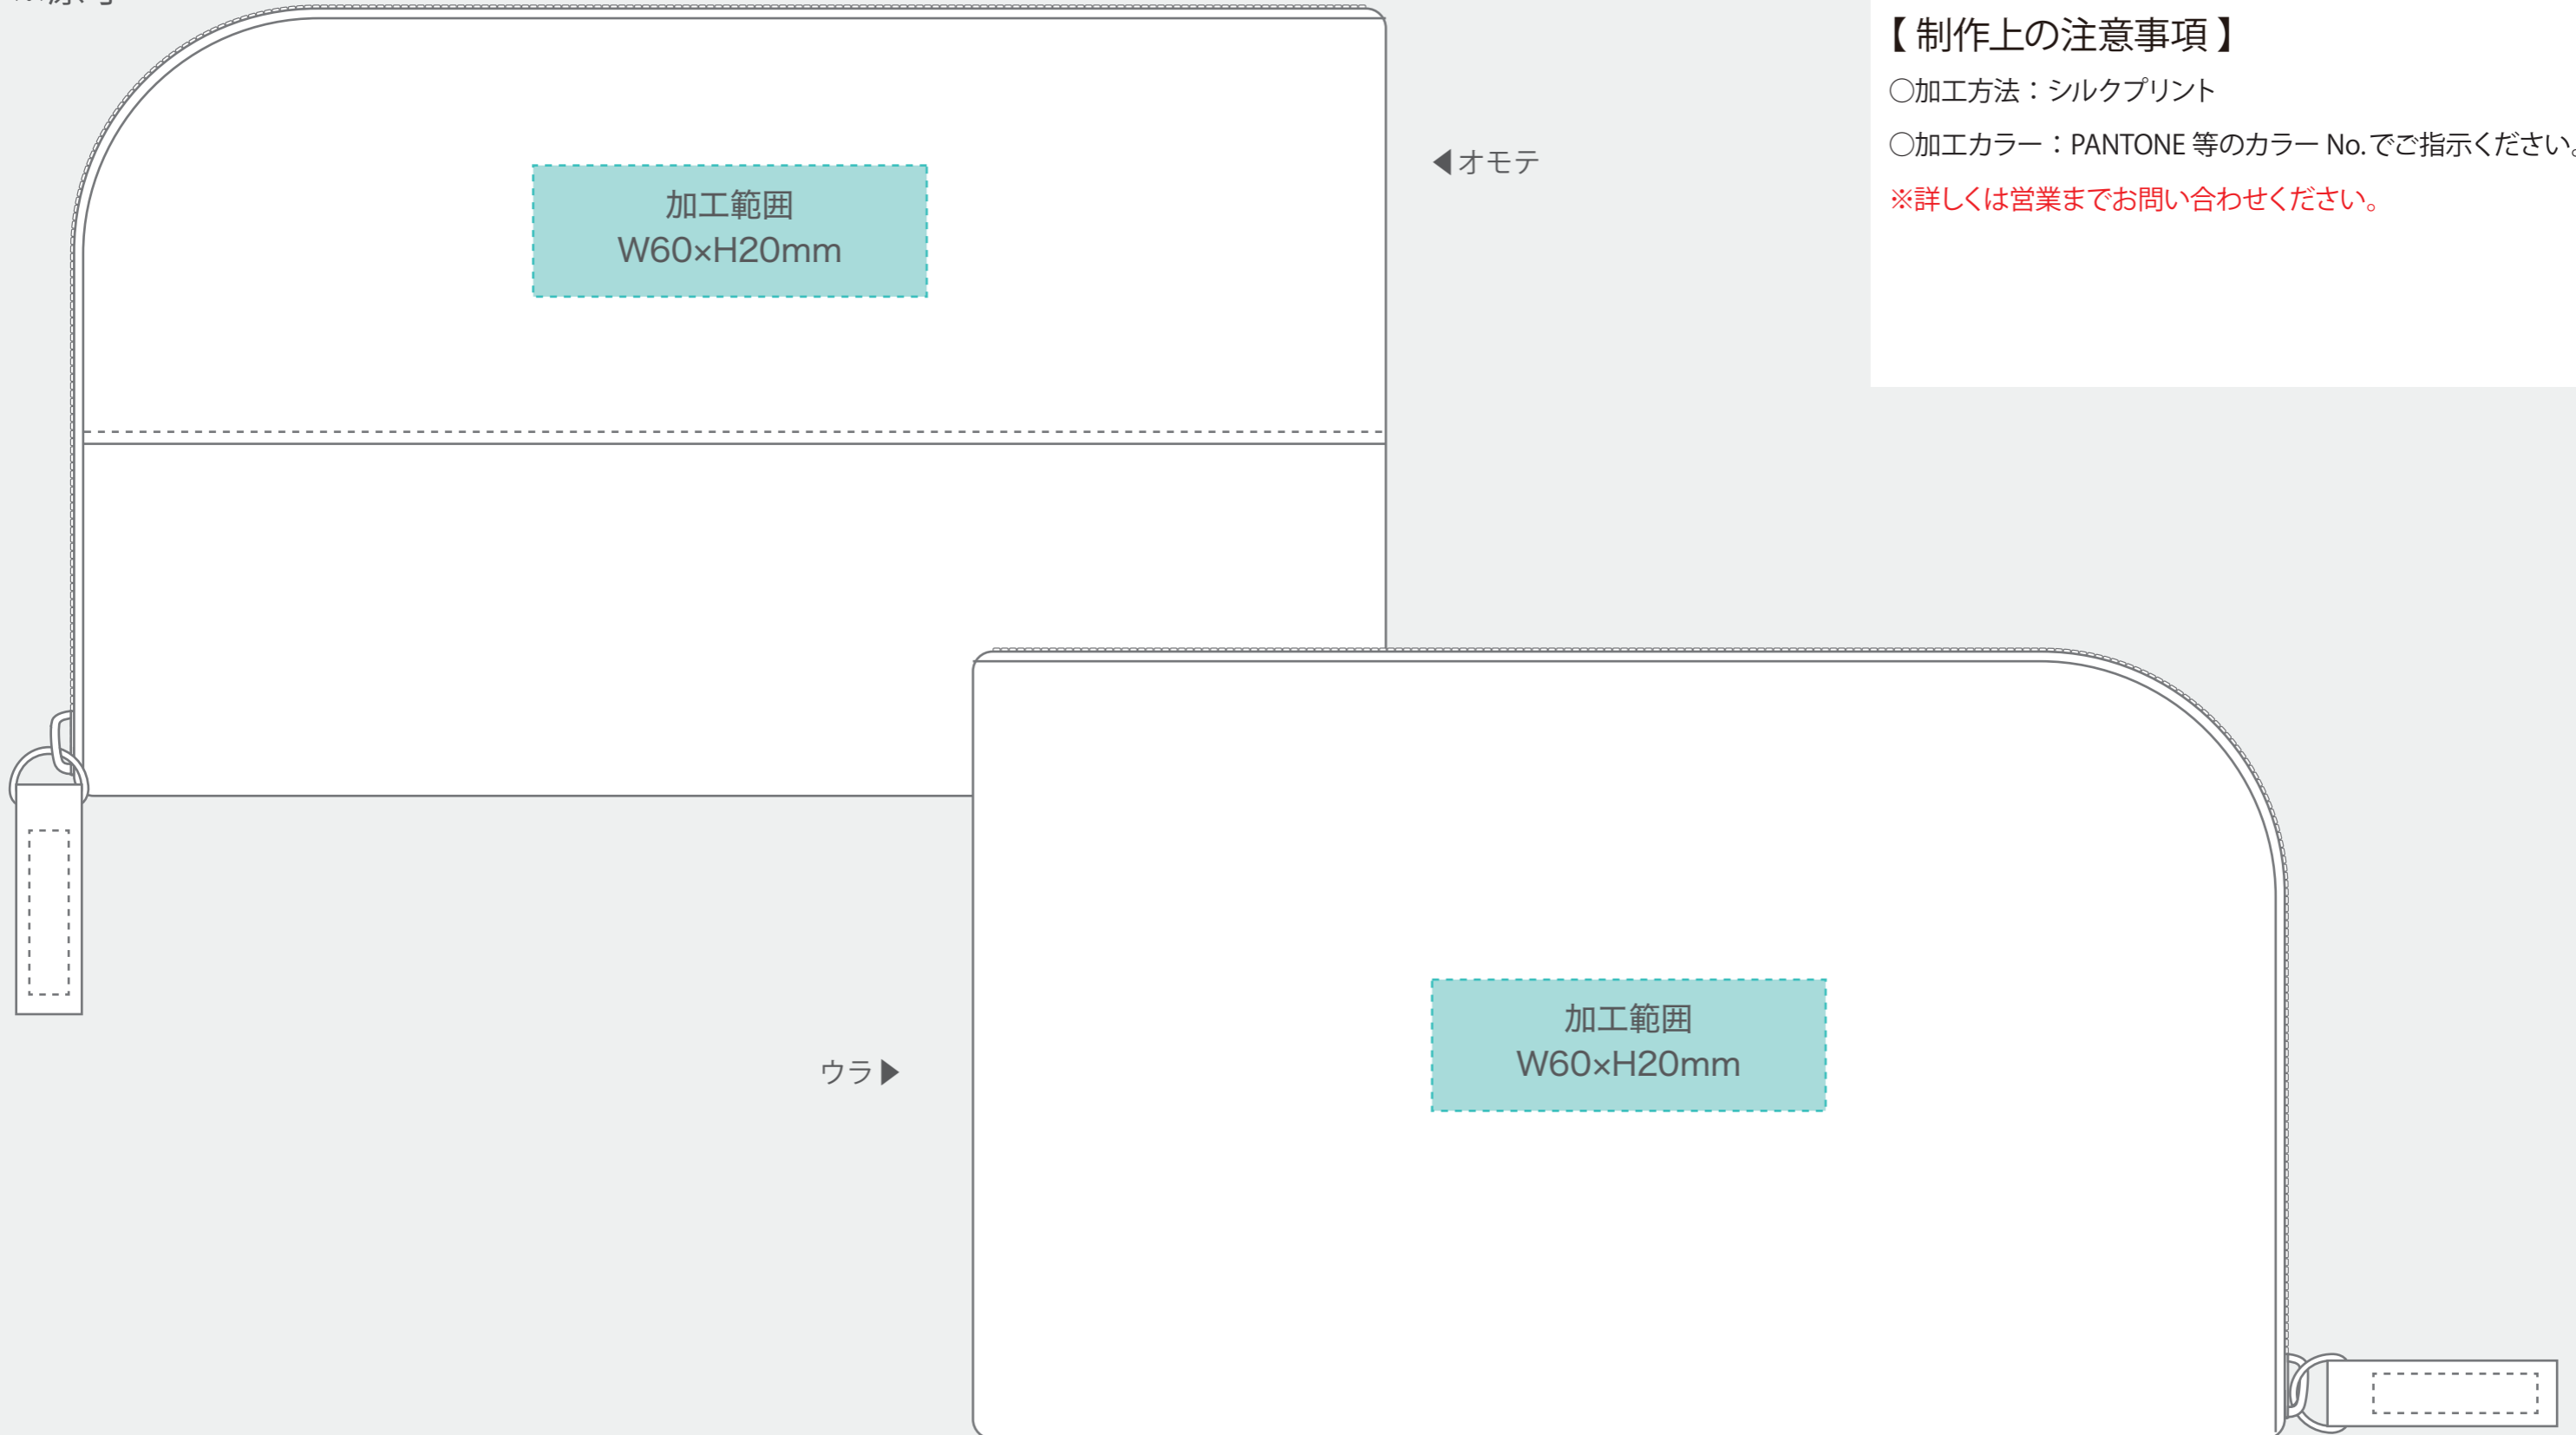 【 制作上の注意事項 】
○加工方法：シルクプリント
○加工カラー：PANTONE 等のカラー No. でご指示ください。
※詳しくは営業までお問い合わせください。
◀オモテ
加工範囲
W60×H20mm
加工範囲
W60×H20mm
ウラ▶